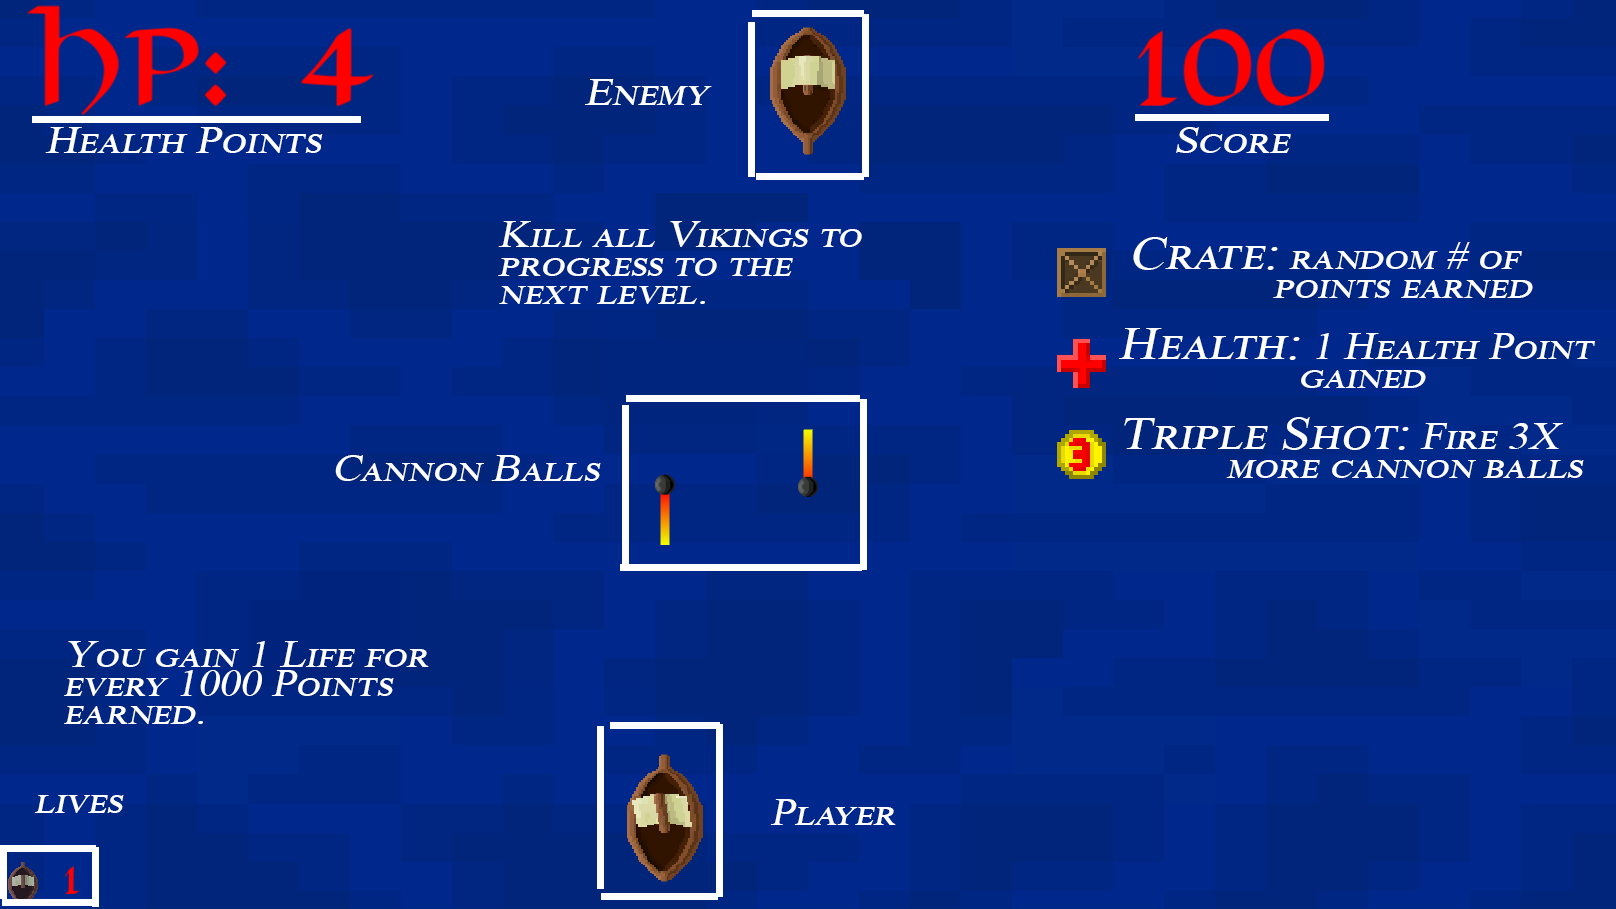 HP: 4
Health Points
Enemy
100
Score
Kill all Vikings to
progress to the
next level.
Crate: random # of
points earned
Health: 1 Health Point
gained
3
Triple Shot: Fire 3X
more cannon balls
Cannon Balls
You gain 1 Life for
every 1000 Points
earned.
lives
1
Player